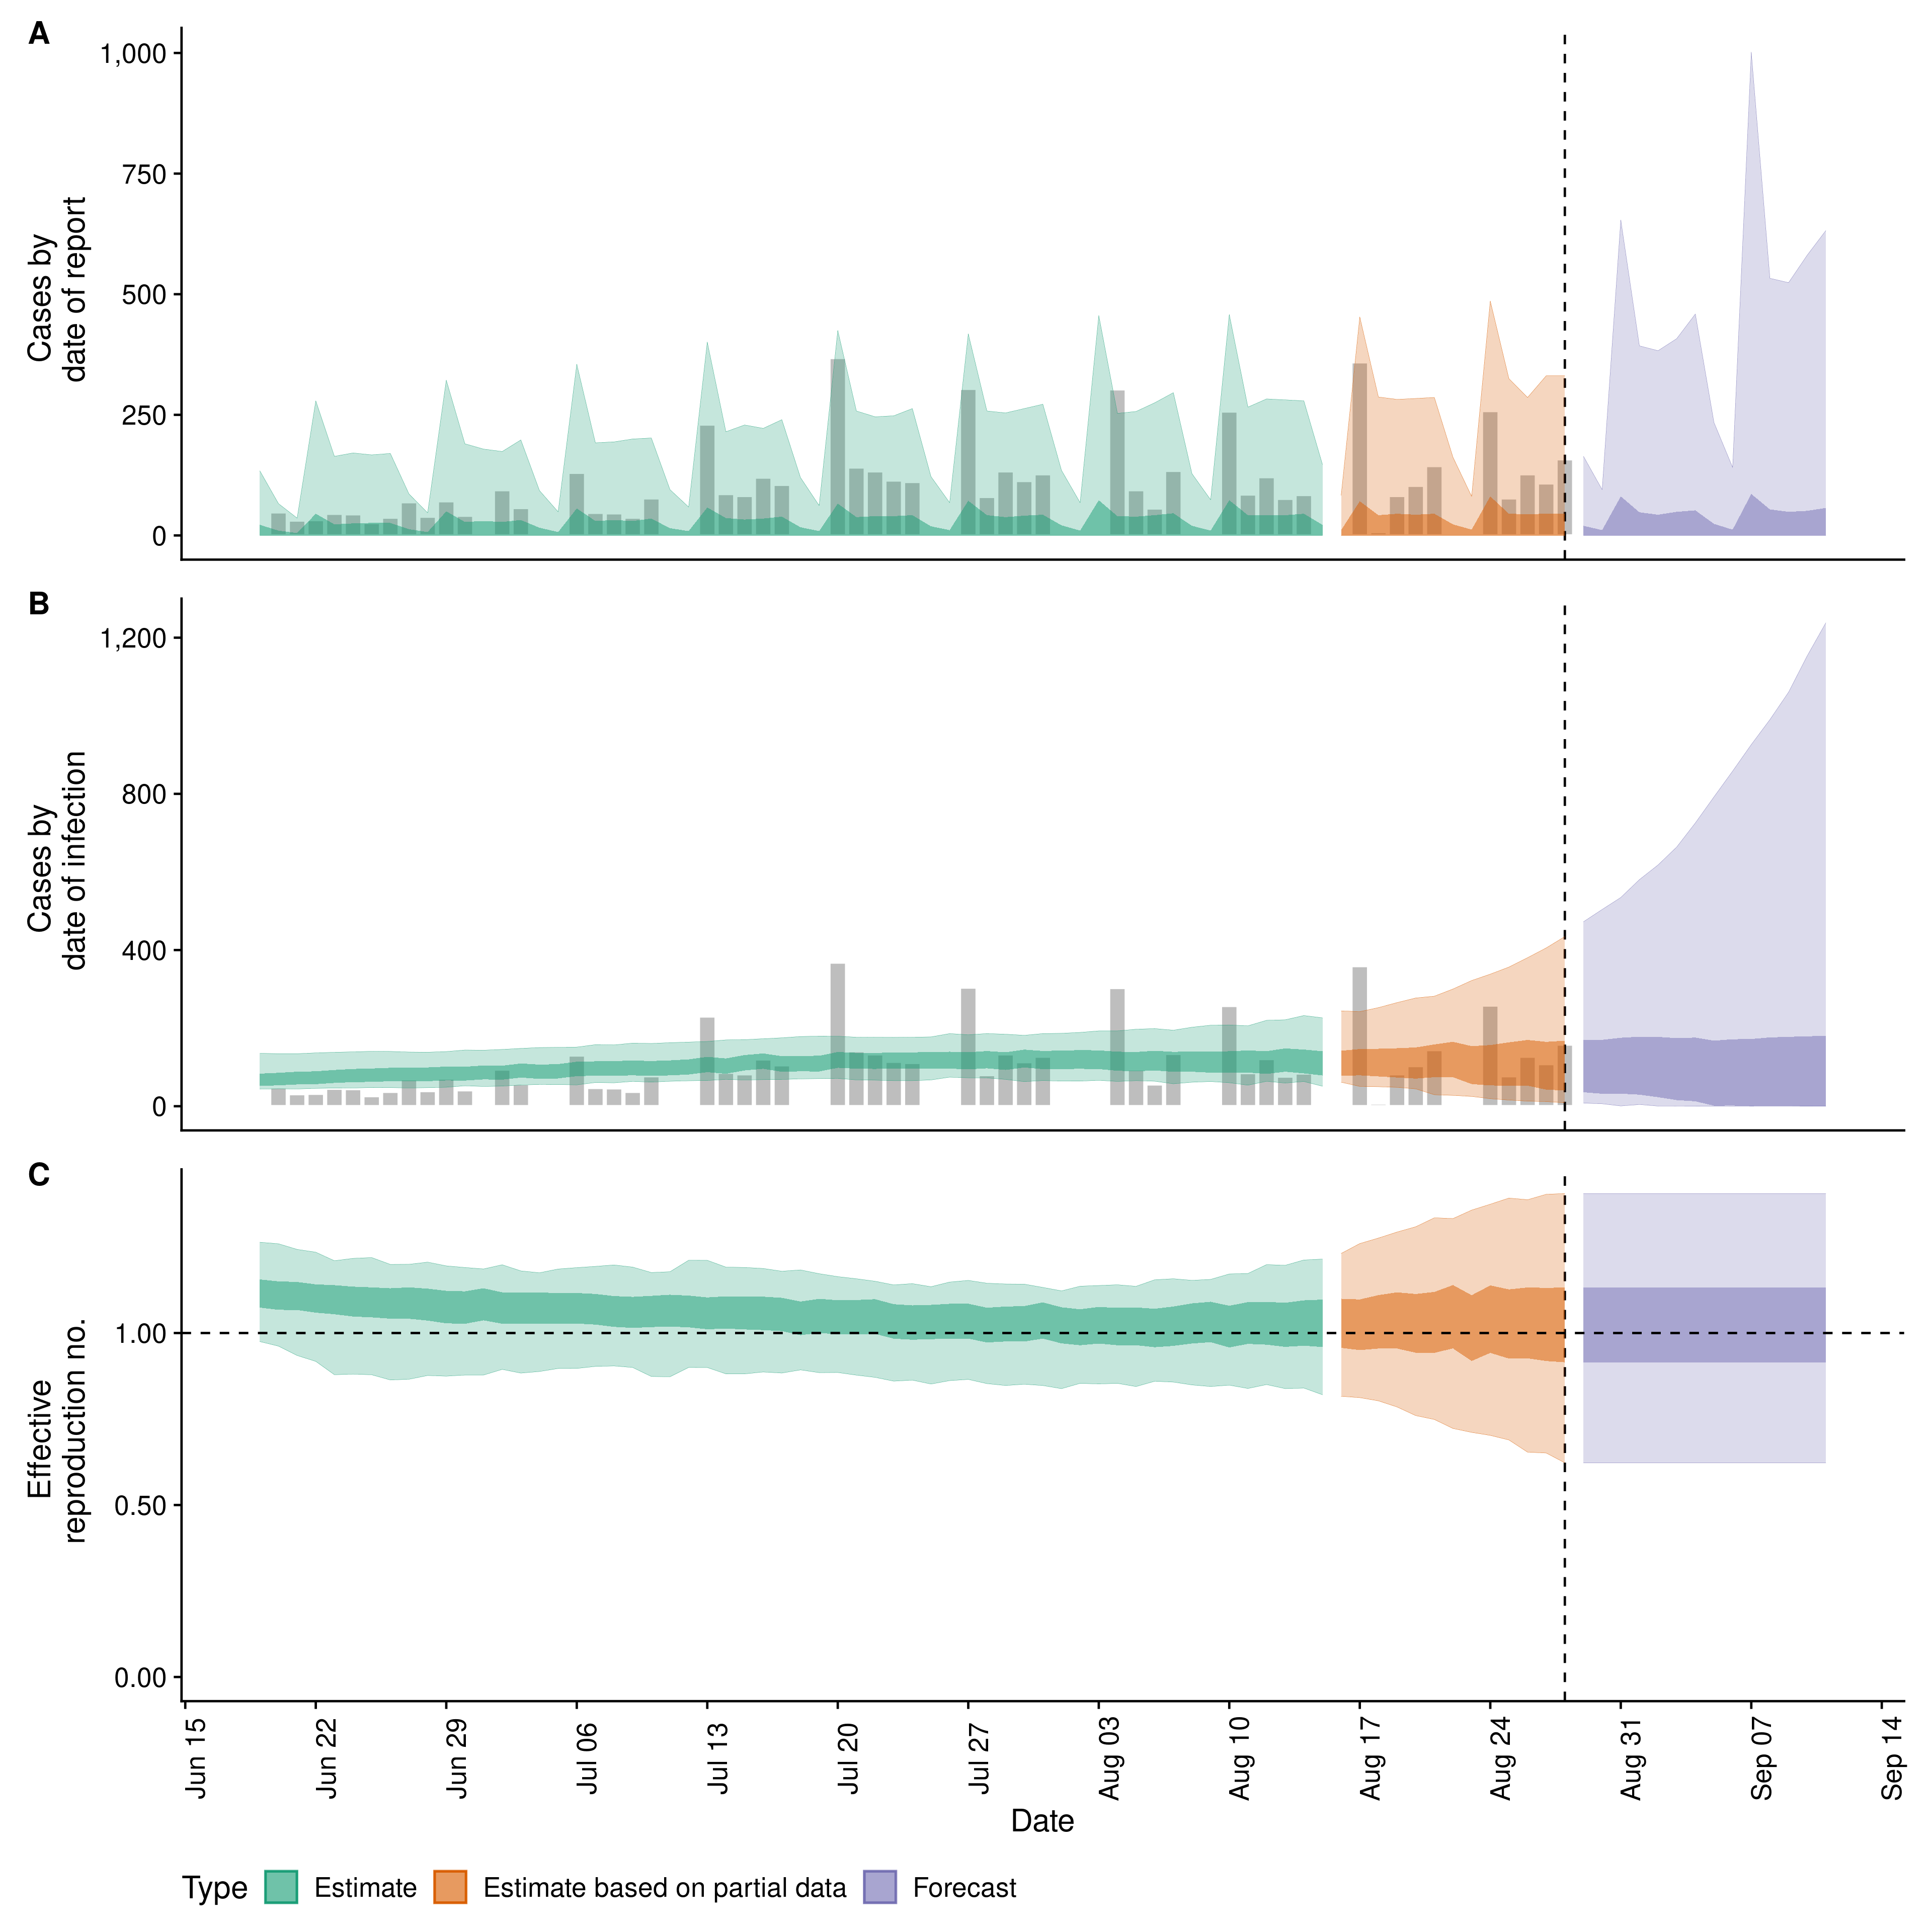 A
1,000
750
500
250
0
Cases by
date of report
B
1,200
800
400
0
Cases by
date of infection
C
1.00
0.50
0.00
Effective
reproduction no.
Jun 15
Jun 22
Jun 29
Jul 06
Jul 13
Jul 20
Jul 27
Aug 03
Aug 10
Aug 17
Aug 24
Aug 31
Sep 07
Sep 14
Date
Type Estimate Estimate based on partial data Forecast